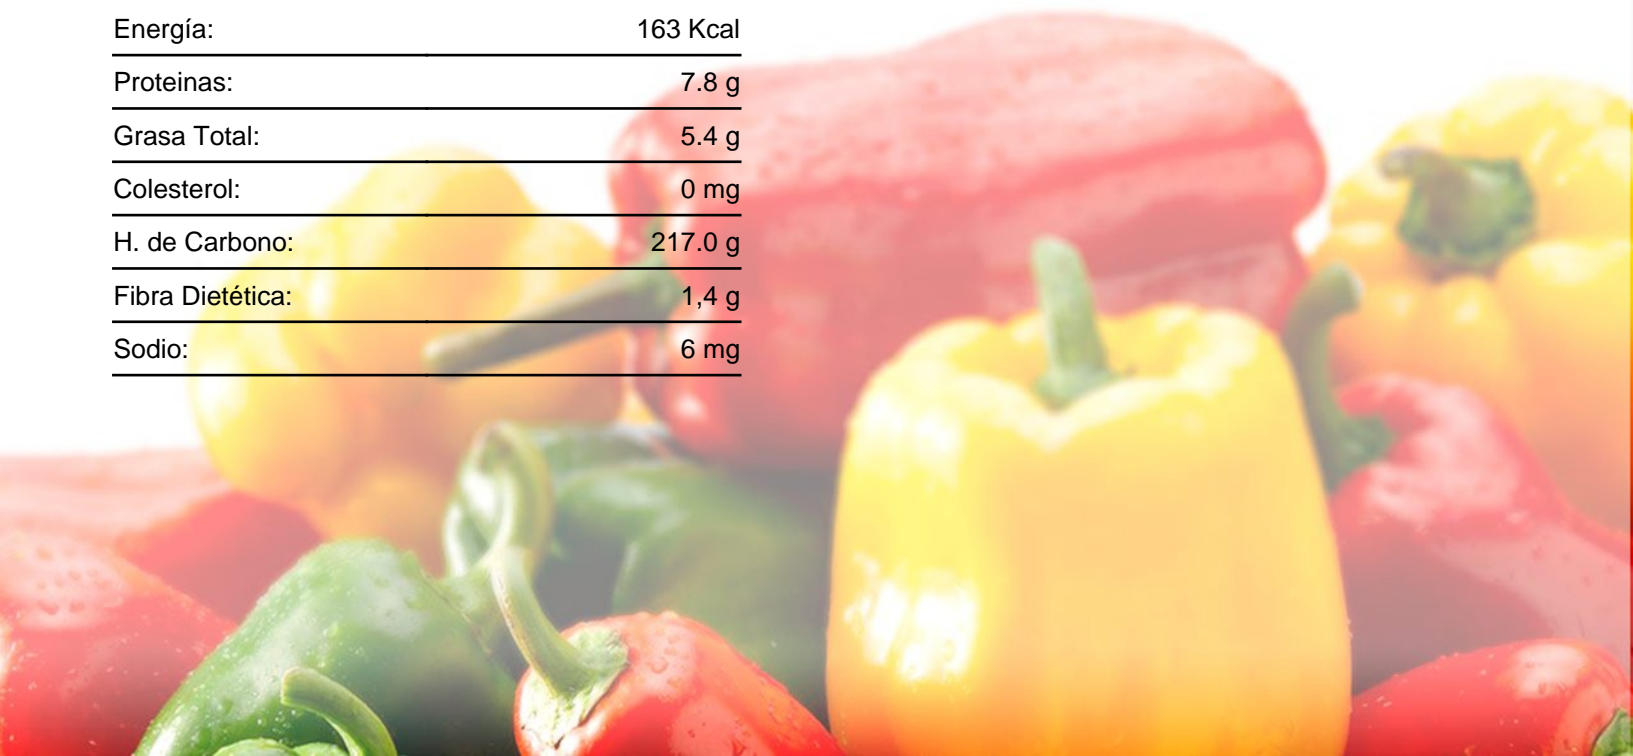 Energía: 163 Kcal
Proteinas: 7.8 g
Grasa Total: 5.4 g
Colesterol: 0 mg
H. de Carbono: 217.0 g
Fibra Dietética: 1,4 g
Sodio: 6 mg